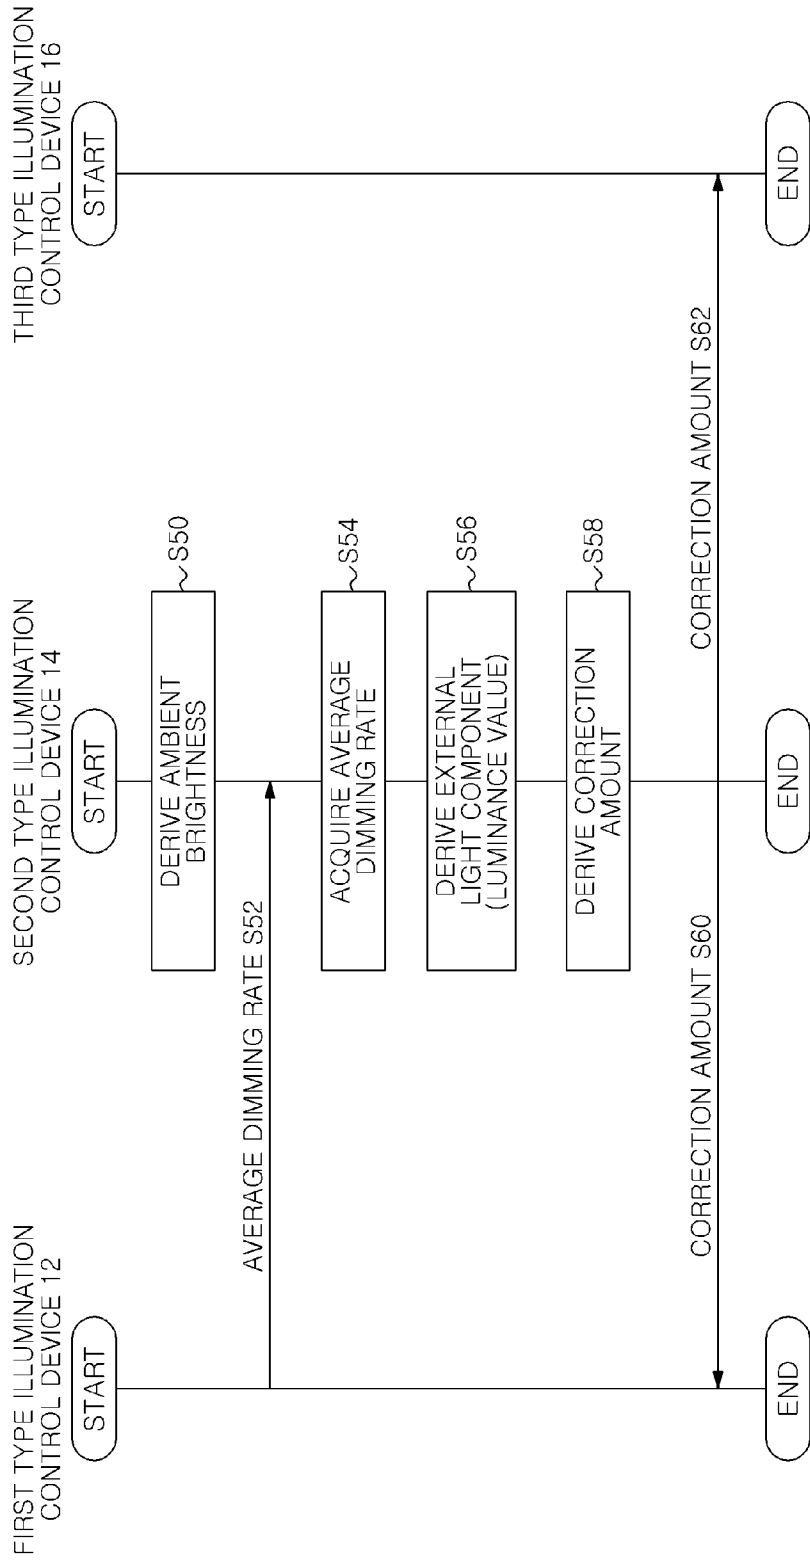 FIRST TYPE ILLUMINATION
CONTROL DEVICE 12
SECOND TYPE ILLUMINATION
CONTROL DEVICE 14
THIRD TYPE ILLUMINATION
CONTROL DEVICE 16
START
START
START
DERIVE AMBIENT
BRIGHTNESS
S50
AVERAGE DIMMING RATE S52
ACQUIRE AVERAGE
DIMMING RATE
S54
DERIVE EXTERNAL
LIGHT COMPONENT
(LUMINANCE VALUE)
S56
DERIVE CORRECTION
AMOUNT
S58
CORRECTION AMOUNT S60
CORRECTION AMOUNT S62
END
END
END